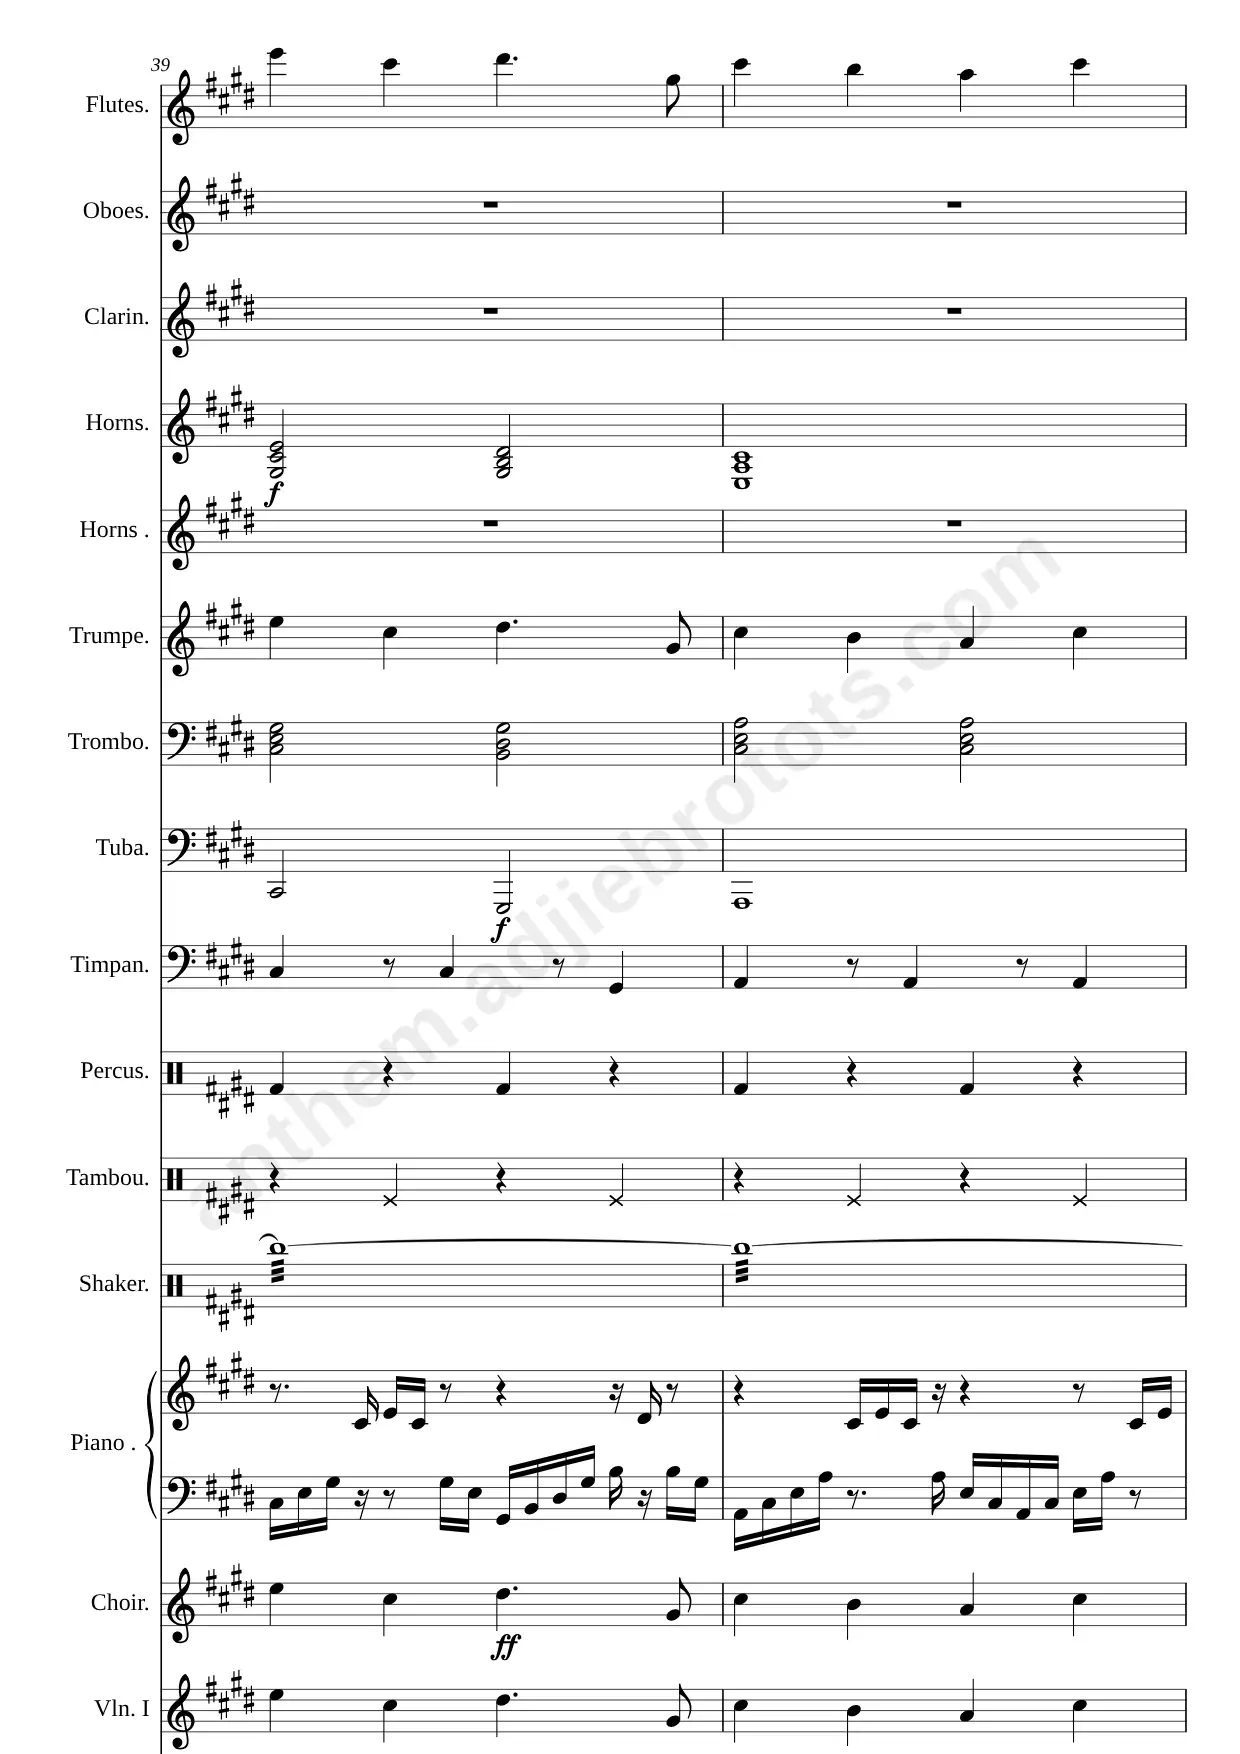 39
Flutes.
Oboes.
Clarin.
Horns.
f
Horns .
Trumpe.
Trombo.
Tuba.
f
Timpan.
Percus.
Tambou.
Shaker.
Piano .
Choir.
ff
Vln. I
anthem.adjiebrotots.com